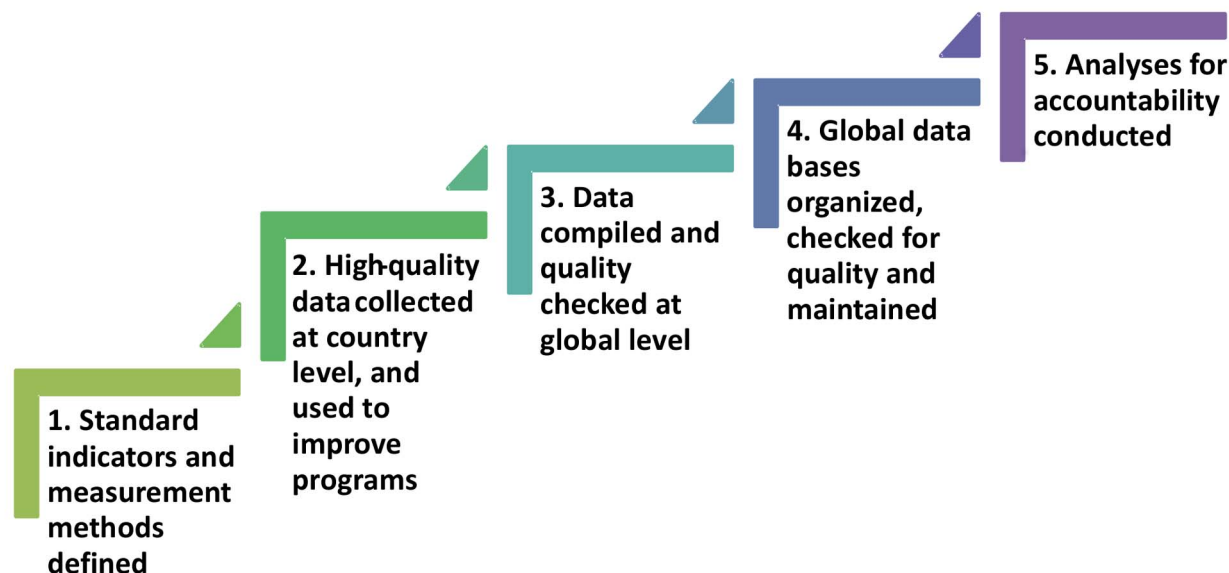 1. Standard
indicators and
measurement
methods
defined
2. High-quality
data collected
at country
level, and
used to
improve
programs
3. Data
compiled and
quality
checked at
global level
4. Global data
bases
organized,
checked for
quality and
maintained
5. Analyses for
accountability
conducted